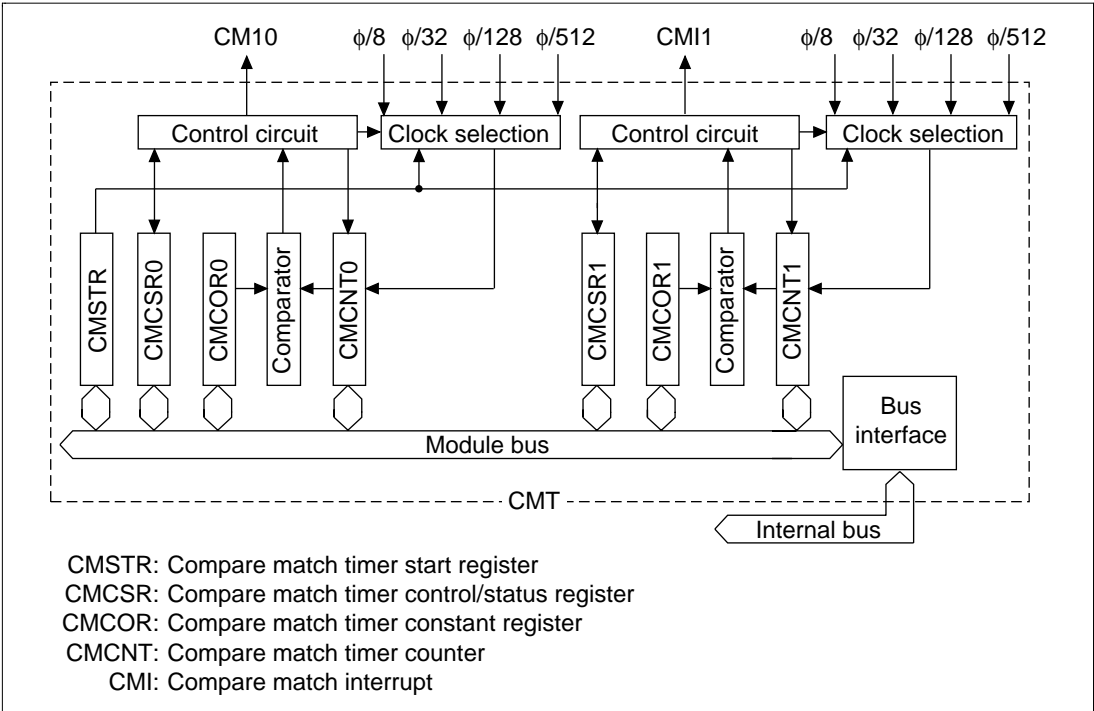 CM10 ϕ/8 ϕ/32 ϕ/128 ϕ/512 CMI1 ϕ/8 ϕ/32 ϕ/128 ϕ/512
Control circuit Clock selection Control circuit Clock selection
CMSTR
CMCSR0
CMCOR0
Comparator
CMCNT0
CMCSR1
CMCOR1
Comparator
CMCNT1
Bus
interface
Module bus
CMT
Internal bus
CMSTR: Compare match timer start register
CMCSR: Compare match timer control/status register
CMCOR: Compare match timer constant register
CMCNT: Compare match timer counter
CMI: Compare match interrupt